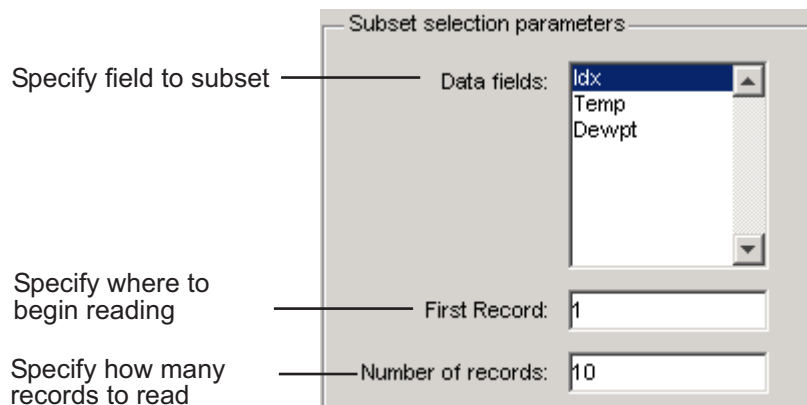 Subset selection parameters
Specify field to subset
Data fields:
Idx
Temp
Dewpt
Specify where to
begin reading
First Record:
1
Specify how many
records to read
Number of records:
10